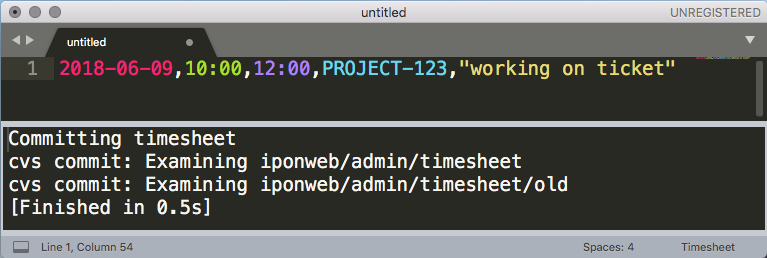 untitled
UNREGISTERED
untitled
1 2018-06-09,10:00,12:00,PROJECT-123,"working on ticket"
Committing timesheet
cvs commit: Examining iponweb/admin/timesheet
cvs commit: Examining iponweb/admin/timesheet/old
[Finished in 0.5s]
Line 1, Column 54
Spaces: 4
Timesheet